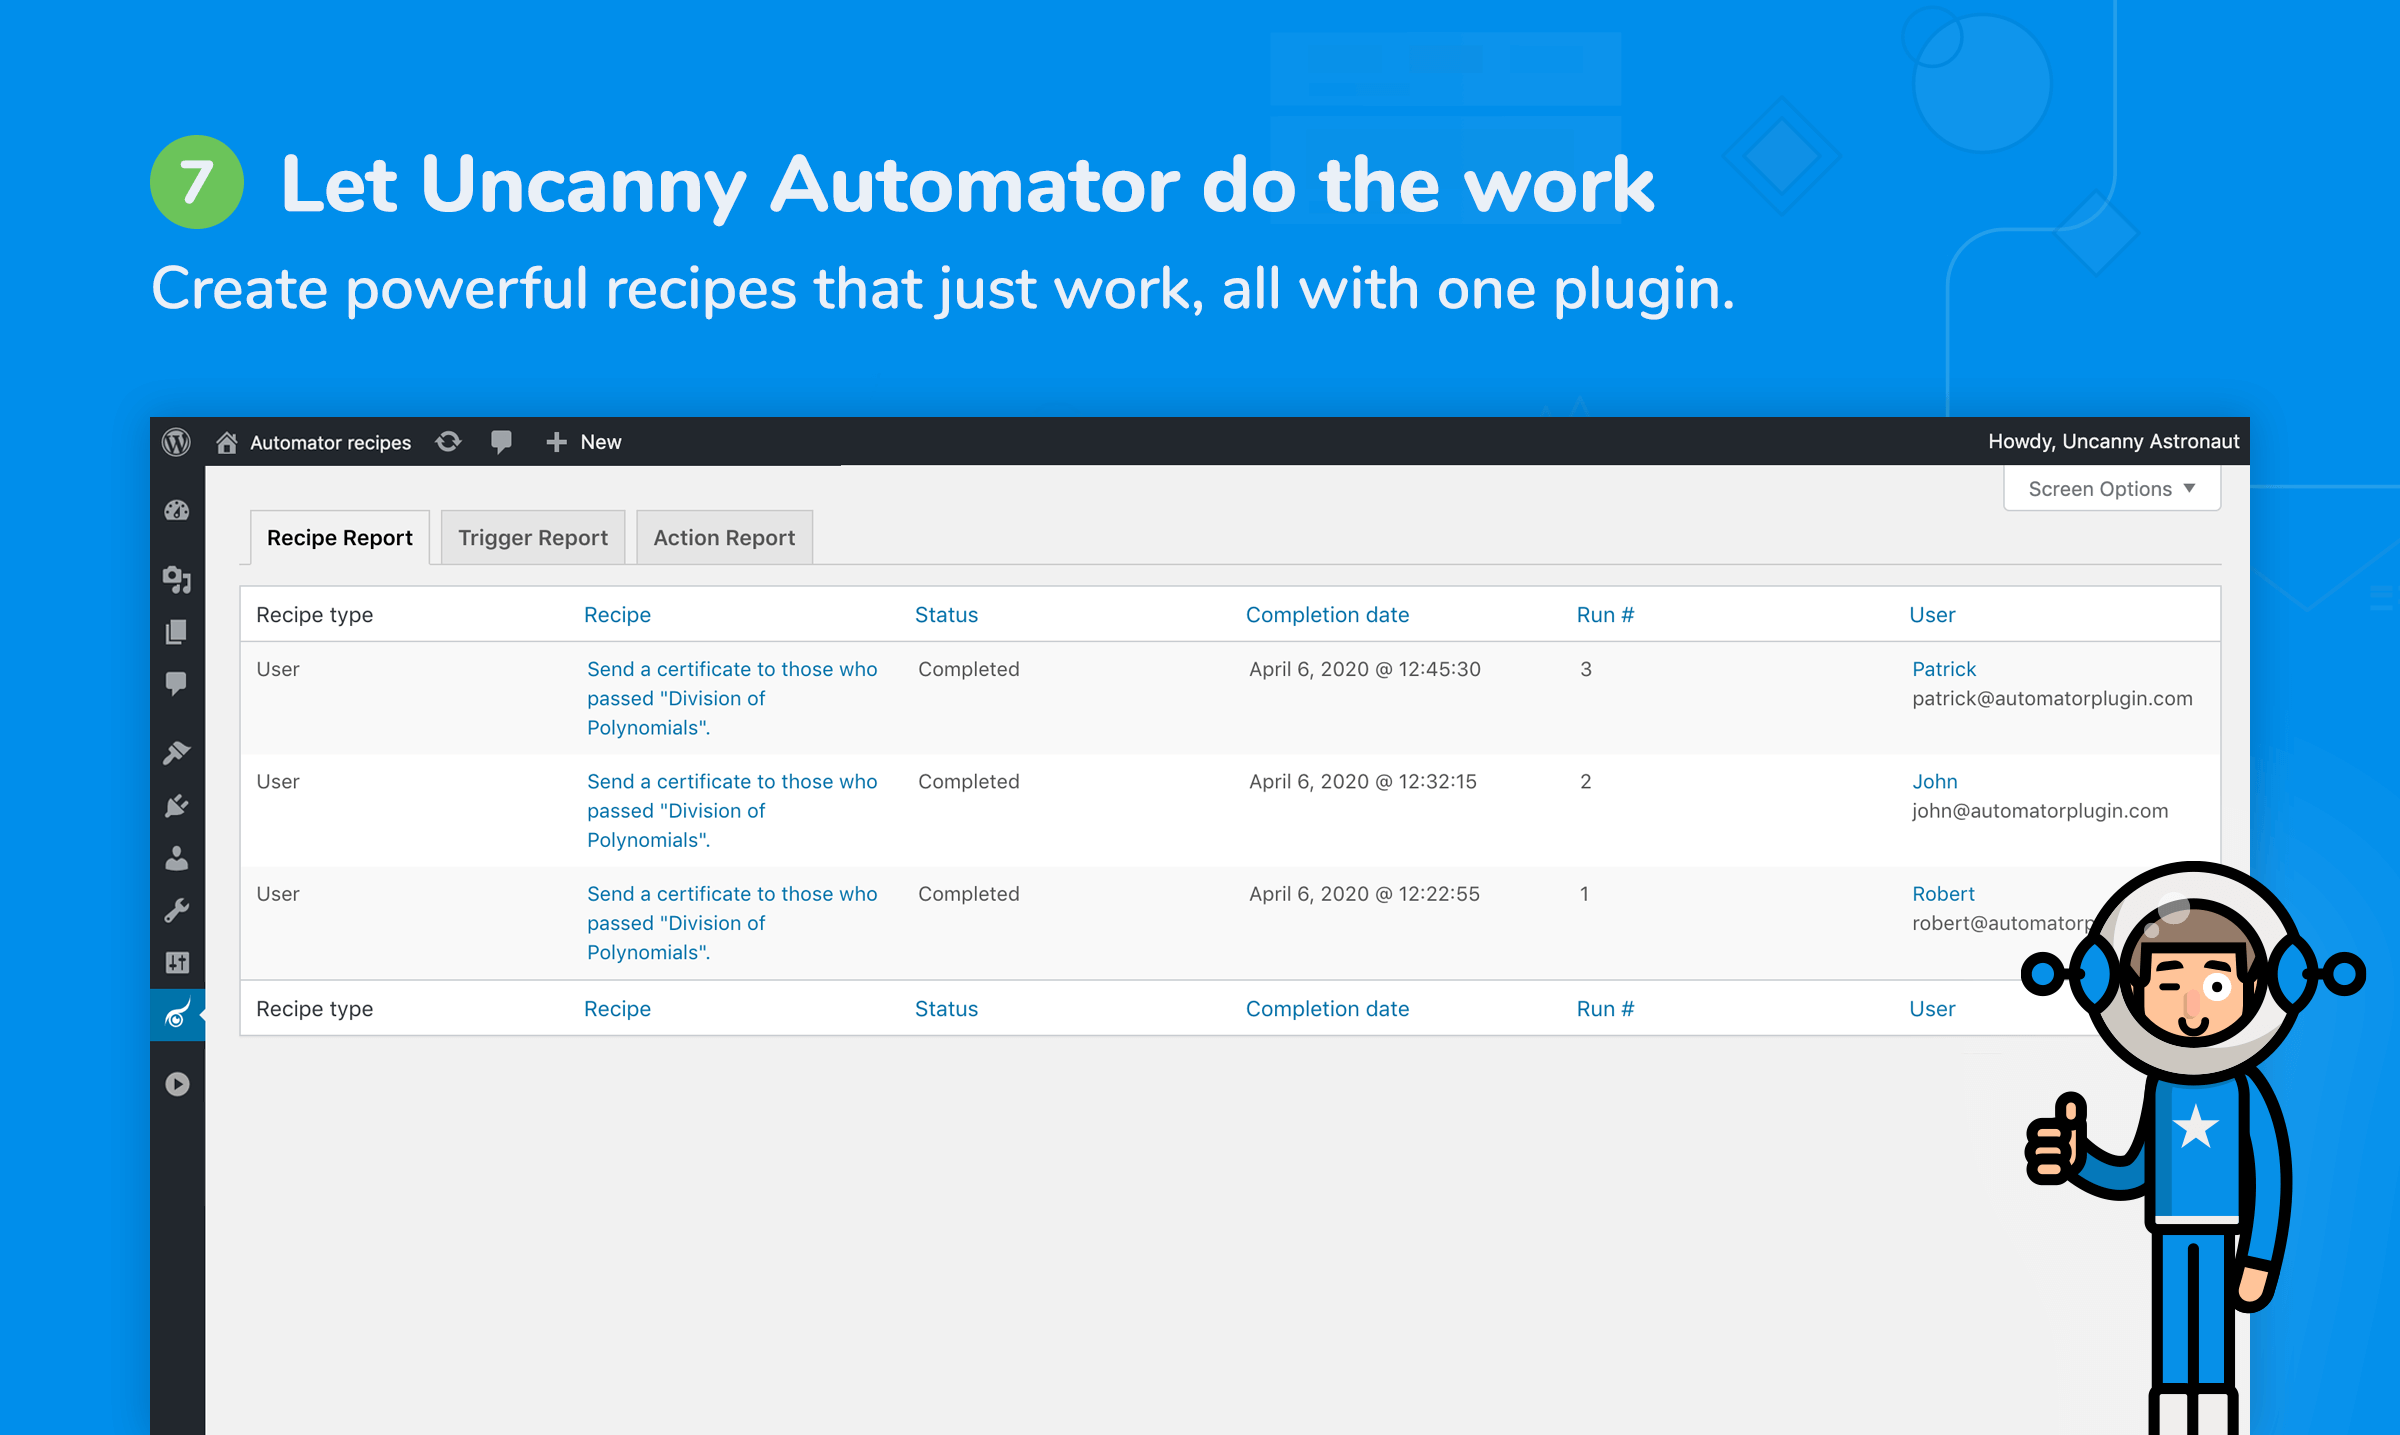 7 Let Uncanny Automator do the work
Create powerful recipes that just work, all with one plugin.
Automator recipes New Howdy, Uncanny Astronaut
Screen Options
Recipe Report Trigger Report Action Report
Recipe type Recipe Status Completion date Run # User
User Send a certificate to those who Completed April 6, 2020 @ 12:45:30 3 Patrick
passed "Division of patrick@automatorplugin.com
Polynomials".
User Send a certificate to those who Completed April 6, 2020 @ 12:32:15 2 John
passed "Division of john@automatorplugin.com
Polynomials".
User Send a certificate to those who Completed April 6, 2020 @ 12:22:55 1 Robert
passed "Division of robert@automatorp
Polynomials".
Recipe type Recipe Status Completion date Run # User